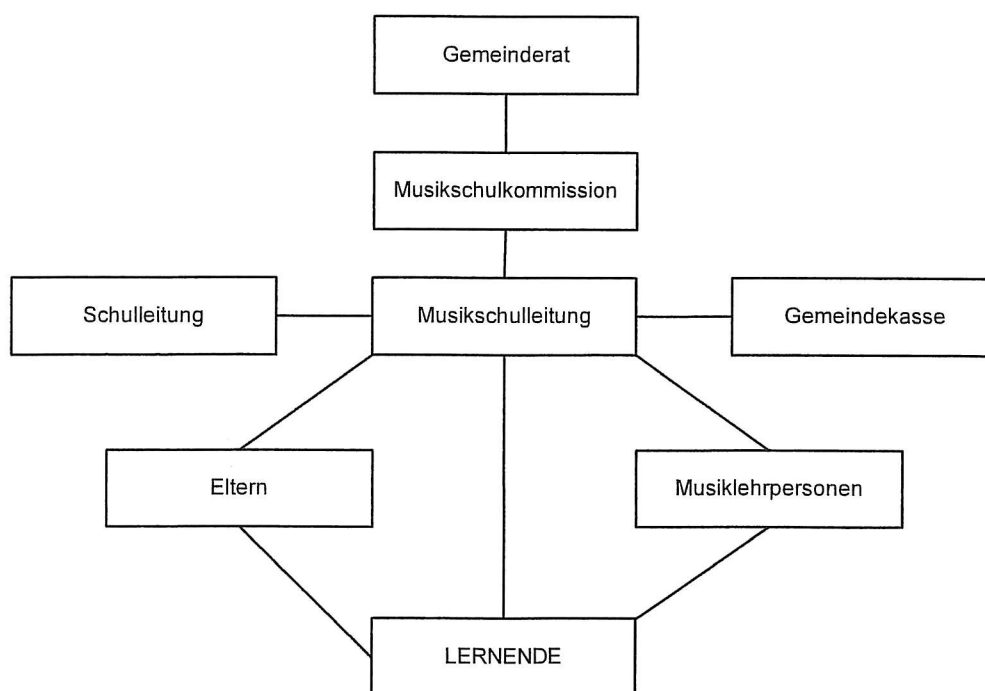 Gemeinderat
Musikschulkommission
Schulleitung
Musikschulleitung
Gemeindekasse
Eltern
Musiklehrpersonen
LERNENDE